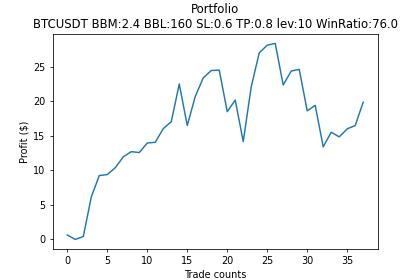 Portfolio
BTCUSDT BBM:2.4 BBL:160 SL:0.6 TP:0.8 lev:10 WinRatio:76.0
25
20
15
10
5
0
Profit ($)
0 5 10 15 20 25 30 35
Trade counts